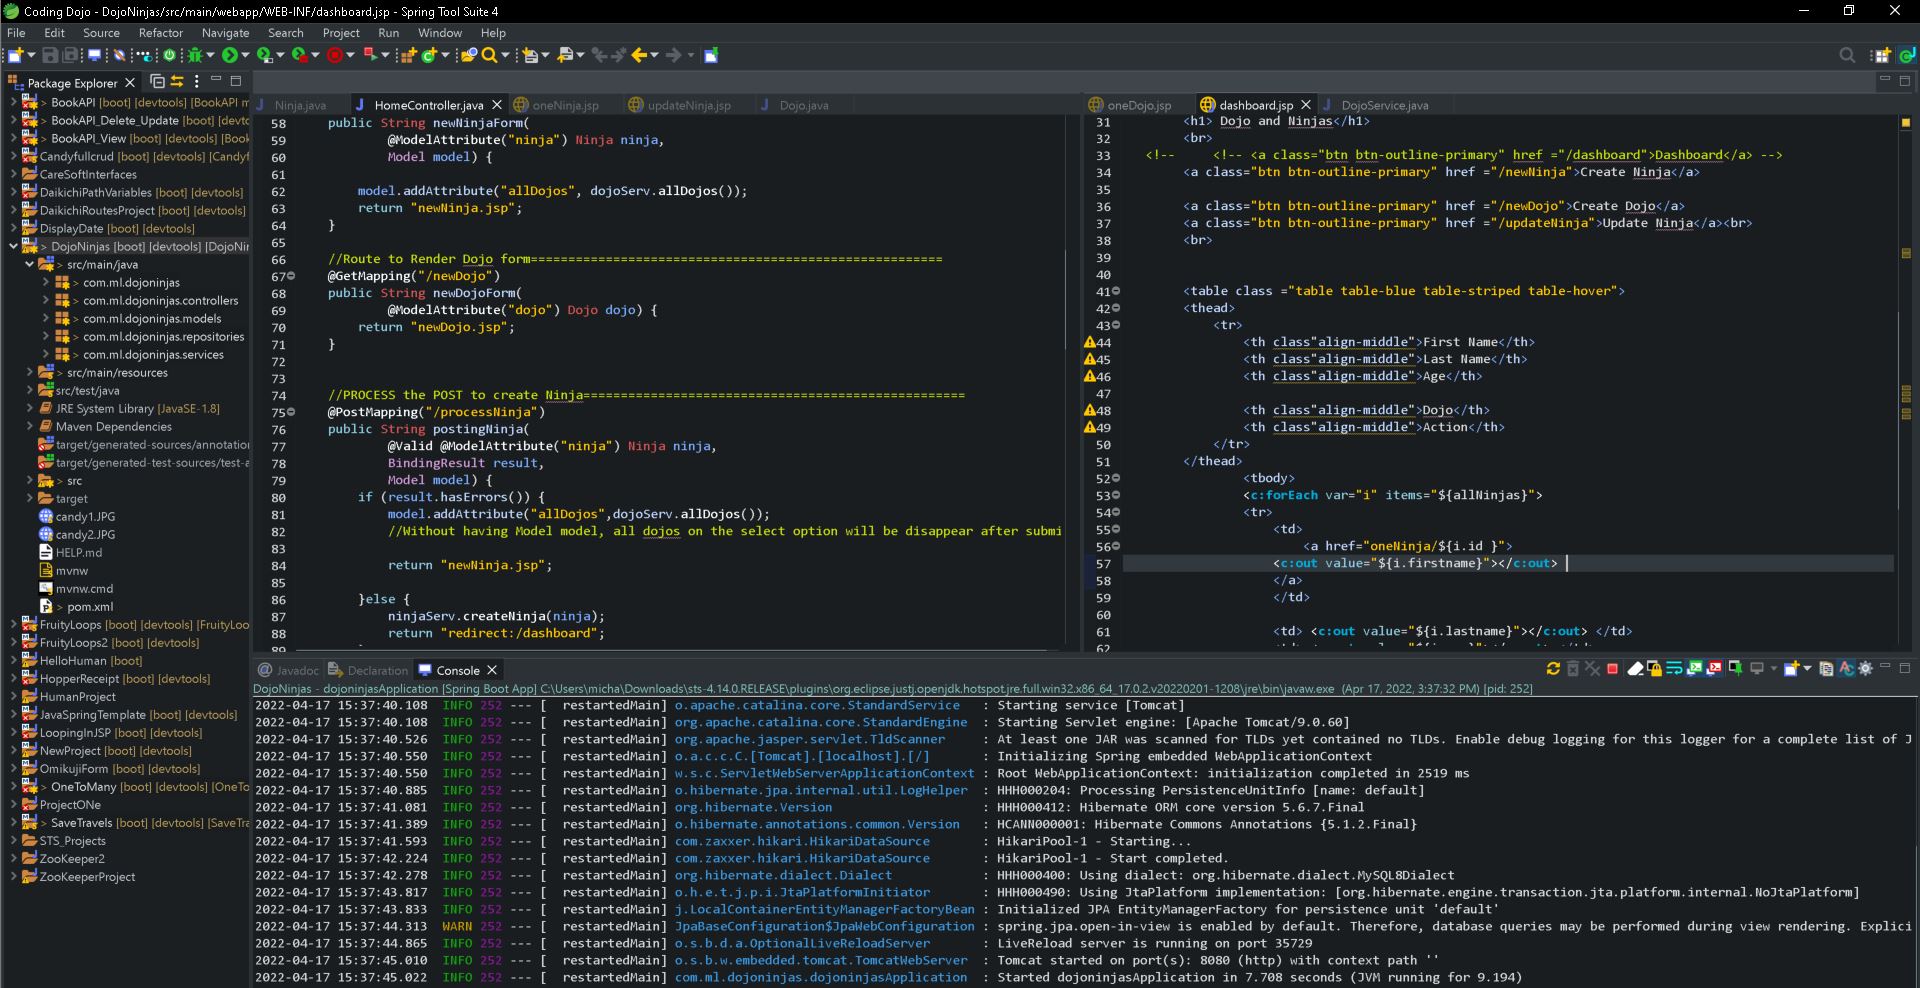 Coding Dojo - DojoNinjas/src/main/webapp/WEB-INF/dashboard.jsp - Spring Tool Suite 4
File Edit Source Refactor Navigate Search Project Run Window Help
Package Explorer
BookAPI [boot] [devtools] [BookAPI m
BookAPI_Delete_Update [boot] [devtc
BookAPI_View [boot] [devtools] [Book
Candyfullcrud [boot] [devtools] [Candyf
CareSoftInterfaces
DaikichiPathVariables [boot] [devtools]
DaikichiRoutesProject [boot] [devtools]
DisplayDate [boot] [devtools]
> DojoNinjas [boot] [devtools] [DojoNir
> src/main/java
> com.ml.dojoninjas
> com.ml.dojoninjas.controllers
> com.ml.dojoninjas.models
> com.ml.dojoninjas.repositories
> com.ml.dojoninjas.services
> src/main/resources
src/test/java
JRE System Library [JavaSE-1.8]
Maven Dependencies
target/generated-sources/annotatio
target/generated-test-sources/test-a
> src
target
candy1.JPG
candy2.JPG
HELP.md
mvnw
mvnw.cmd
> pom.xml
FruityLoops [boot] [devtools] [FruityLoo
FruityLoops2 [boot] [devtools]
HelloHuman [boot]
HopperReceipt [boot] [devtools]
HumanProject
JavaSpringTemplate [boot] [devtools]
LoopingInJSP [boot] [devtools]
NewProject [boot] [devtools]
OmikujiForm [boot] [devtools]
> OneToMany [boot] [devtools] [OneTo
ProjectONe
> SaveTravels [boot] [devtools] [SaveTra
STS_Projects
ZooKeeper2
ZooKeeperProject
Ninja.java HomeController.java oneNinja.jsp updateNinja.jsp Dojo.java
58 public String newNinjaForm(
59 @ModelAttribute("ninja") Ninja ninja,
60 Model model) {
61
62 model.addAttribute("allDojos", dojoServ.allDojos());
63 return "newNinja.jsp";
64 }
65
66 //Route to Render Dojo form=======================================================
67 @GetMapping("/newDojo")
68 public String newDojoForm(
69 @ModelAttribute("dojo") Dojo dojo) {
70 return "newDojo.jsp";
71 }
72
73
74 //PROCESS the POST to create Ninja===================================================
75 @PostMapping("/processNinja")
76 public String postingNinja(
77 @Valid @ModelAttribute("ninja") Ninja ninja,
78 BindingResult result,
79 Model model) {
80 if (result.hasErrors()) {
81 model.addAttribute("allDojos",dojoServ.allDojos());
82 //Without having Model model, all dojos on the select option will be disappear after submi
83
84 return "newNinja.jsp";
85
86 }else {
87 ninjaServ.createNinja(ninja);
88 return "redirect:/dashboard";
89
oneDojo.jsp dashboard.jsp DojoService.java
31 <h1> Dojo and Ninjas</h1>
32 <br>
33 <!-- <!-- <a class="btn btn-outline-primary" href ="/dashboard">Dashboard</a> -->
34 <a class="btn btn-outline-primary" href ="/newNinja">Create Ninja</a>
35
36 <a class="btn btn-outline-primary" href ="/newDojo">Create Dojo</a>
37 <a class="btn btn-outline-primary" href ="/updateNinja">Update Ninja</a><br>
38 <br>
39
40
41 <table class ="table table-blue table-striped table-hover">
42 <thead>
43 <tr>
44 <th class"align-middle">First Name</th>
45 <th class"align-middle">Last Name</th>
46 <th class"align-middle">Age</th>
47
48 <th class"align-middle">Dojo</th>
49 <th class"align-middle">Action</th>
50 </tr>
51 </thead>
52 <tbody>
53 <c:forEach var="i" items="${allNinjas}">
54 <tr>
55 <td>
56 <a href="oneNinja/${i.id }">
57 <c:out value="${i.firstname}"></c:out>
58 </a>
59 </td>
60
61 <td> <c:out value="${i.lastname}"></c:out> </td>
62
@ Javadoc Declaration Console
DojoNinjas - dojoninjasApplication [Spring Boot App] C:\Users\micha\Downloads\sts-4.14.0.RELEASE\plugins\org.eclipse.justj.openjdk.hotspot.jre.full.win32.x86_64_17.0.2.v20220201-1208\jre\bin\javaw.exe (Apr 17, 2022, 3:37:32 PM) [pid: 252]
2022-04-17 15:37:40.108 INFO 252 --- [ restartedMain] o.apache.catalina.core.StandardService : Starting service [Tomcat]
2022-04-17 15:37:40.108 INFO 252 --- [ restartedMain] org.apache.catalina.core.StandardEngine : Starting Servlet engine: [Apache Tomcat/9.0.60]
2022-04-17 15:37:40.526 INFO 252 --- [ restartedMain] org.apache.jasper.servlet.TldScanner : At least one JAR was scanned for TLDs yet contained no TLDs. Enable debug logging for this logger for a complete list of J
2022-04-17 15:37:40.550 INFO 252 --- [ restartedMain] o.a.c.c.C.[Tomcat].[localhost].[/] : Initializing Spring embedded WebApplicationContext
2022-04-17 15:37:40.550 INFO 252 --- [ restartedMain] w.s.c.ServletWebServerApplicationContext : Root WebApplicationContext: initialization completed in 2519 ms
2022-04-17 15:37:40.885 INFO 252 --- [ restartedMain] o.hibernate.jpa.internal.util.LogHelper : HHH000204: Processing PersistenceUnitInfo [name: default]
2022-04-17 15:37:41.081 INFO 252 --- [ restartedMain] org.hibernate.Version : HHH000412: Hibernate ORM core version 5.6.7.Final
2022-04-17 15:37:41.389 INFO 252 --- [ restartedMain] o.hibernate.annotations.common.Version : HCANN000001: Hibernate Commons Annotations {5.1.2.Final}
2022-04-17 15:37:41.593 INFO 252 --- [ restartedMain] com.zaxxer.hikari.HikariDataSource : HikariPool-1 - Starting...
2022-04-17 15:37:42.224 INFO 252 --- [ restartedMain] com.zaxxer.hikari.HikariDataSource : HikariPool-1 - Start completed.
2022-04-17 15:37:42.278 INFO 252 --- [ restartedMain] org.hibernate.dialect.Dialect : HHH000400: Using dialect: org.hibernate.dialect.MySQL8Dialect
2022-04-17 15:37:43.817 INFO 252 --- [ restartedMain] o.h.e.t.j.p.i.JtaPlatformInitiator : HHH000490: Using JtaPlatform implementation: [org.hibernate.engine.transaction.jta.platform.internal.NoJtaPlatform]
2022-04-17 15:37:43.833 INFO 252 --- [ restartedMain] j.LocalContainerEntityManagerFactoryBean : Initialized JPA EntityManagerFactory for persistence unit 'default'
2022-04-17 15:37:44.313 WARN 252 --- [ restartedMain] JpaBaseConfiguration$JpaWebConfiguration : spring.jpa.open-in-view is enabled by default. Therefore, database queries may be performed during view rendering. Explici
2022-04-17 15:37:44.865 INFO 252 --- [ restartedMain] o.s.b.d.a.OptionalLiveReloadServer : LiveReload server is running on port 35729
2022-04-17 15:37:45.010 INFO 252 --- [ restartedMain] o.s.b.w.embedded.tomcat.TomcatWebServer : Tomcat started on port(s): 8080 (http) with context path ''
2022-04-17 15:37:45.022 INFO 252 --- [ restartedMain] com.ml.dojoninjas.dojoninjasApplication : Started dojoninjasApplication in 7.708 seconds (JVM running for 9.194)